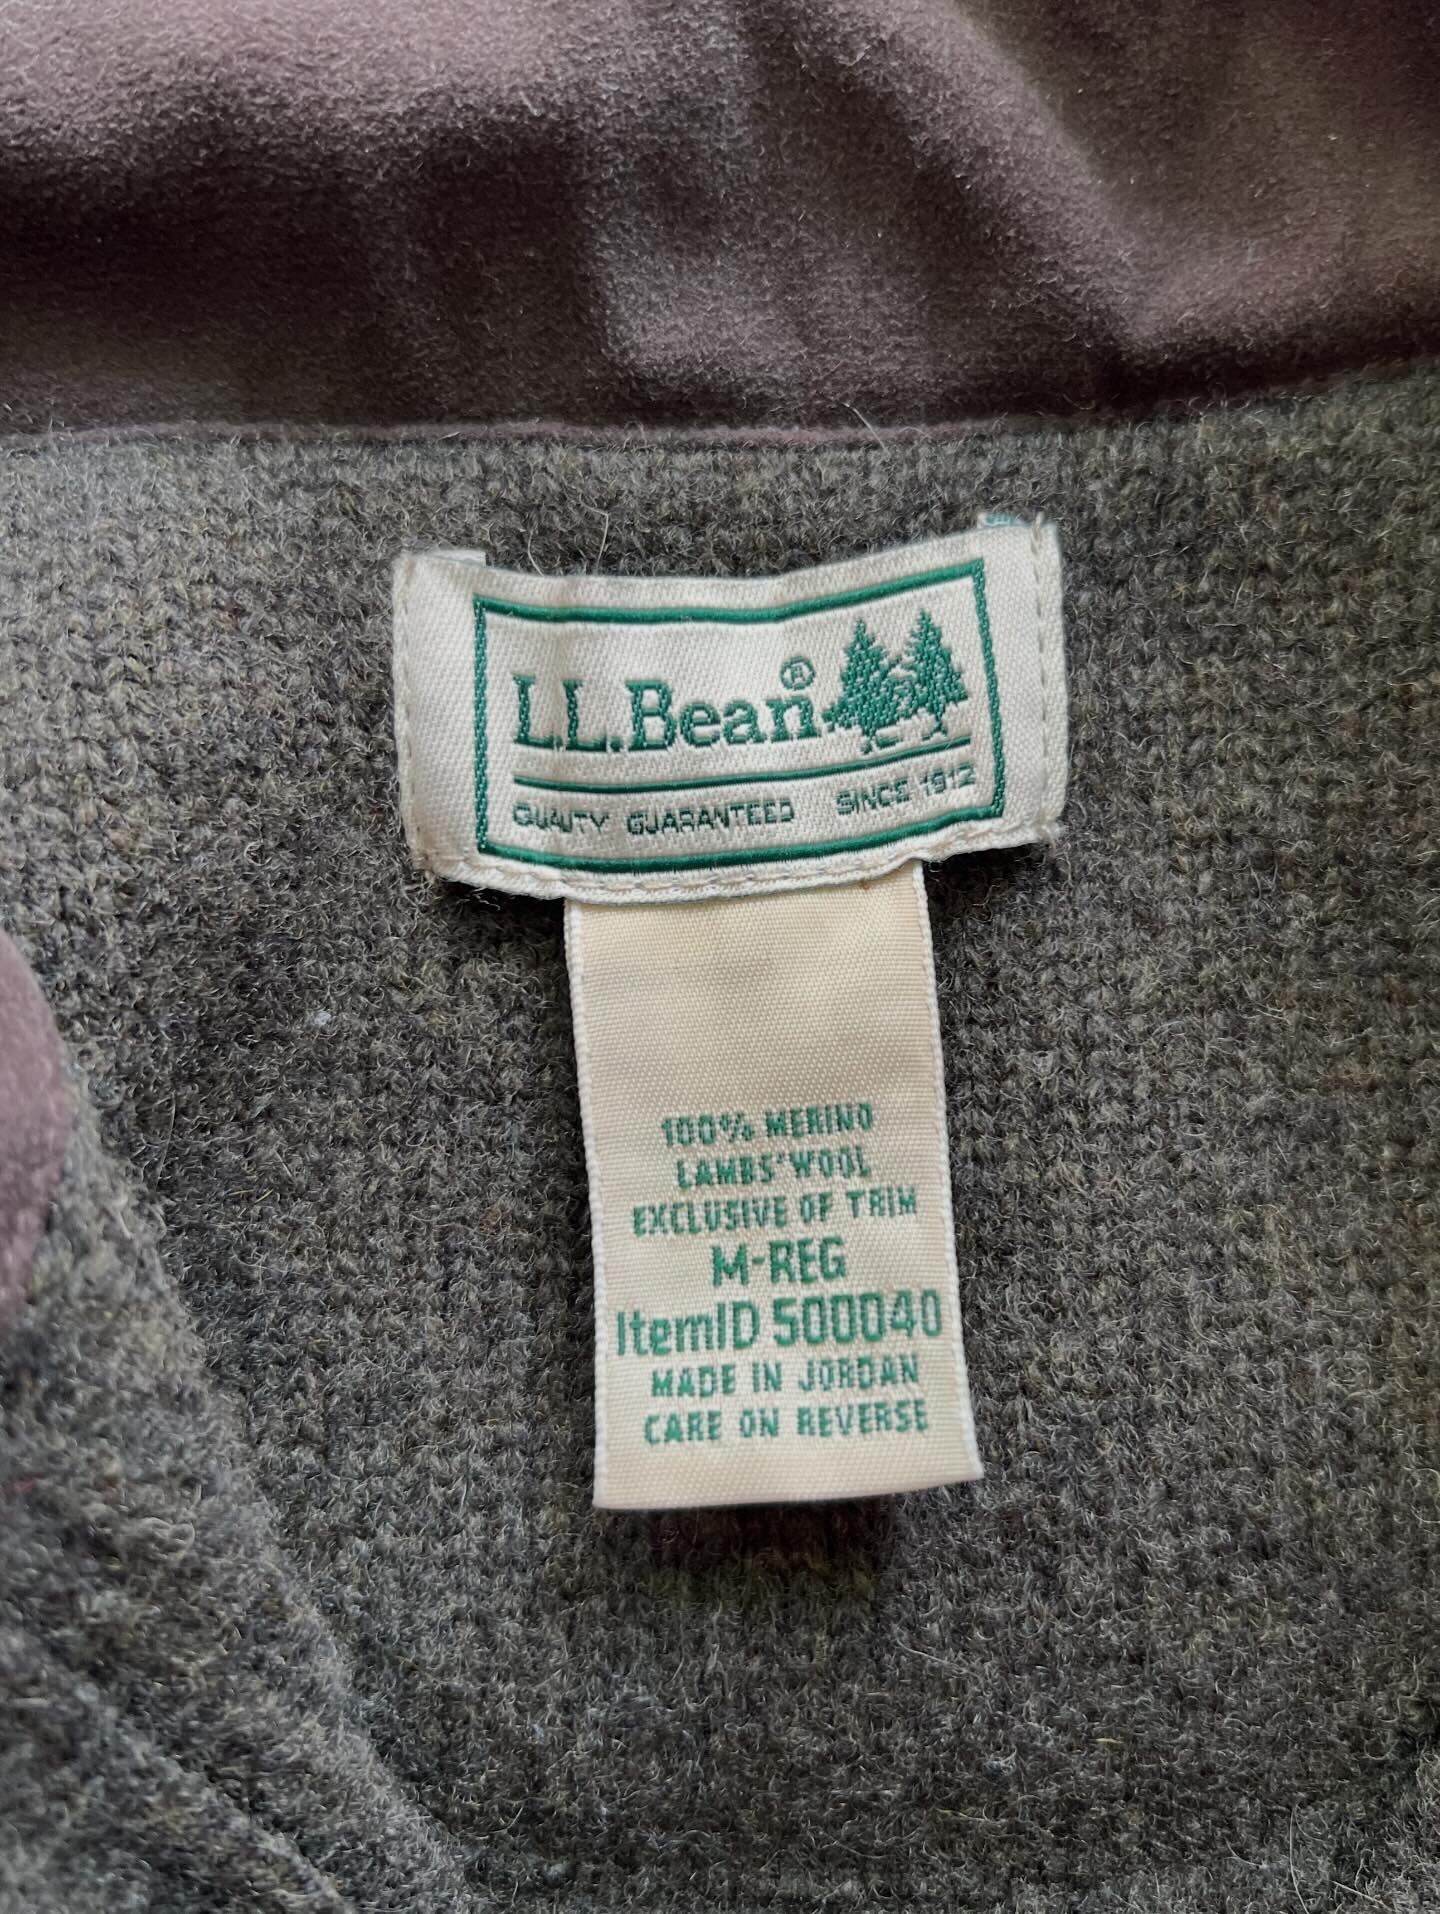 L.L.Bean®
QUALITY GUARANTEED SINCE 1912
100% MERINO
LAMBS' WOOL
EXCLUSIVE OF TRIM
M-REG
ItemID 500040
MADE IN JORDAN
CARE ON REVERSE